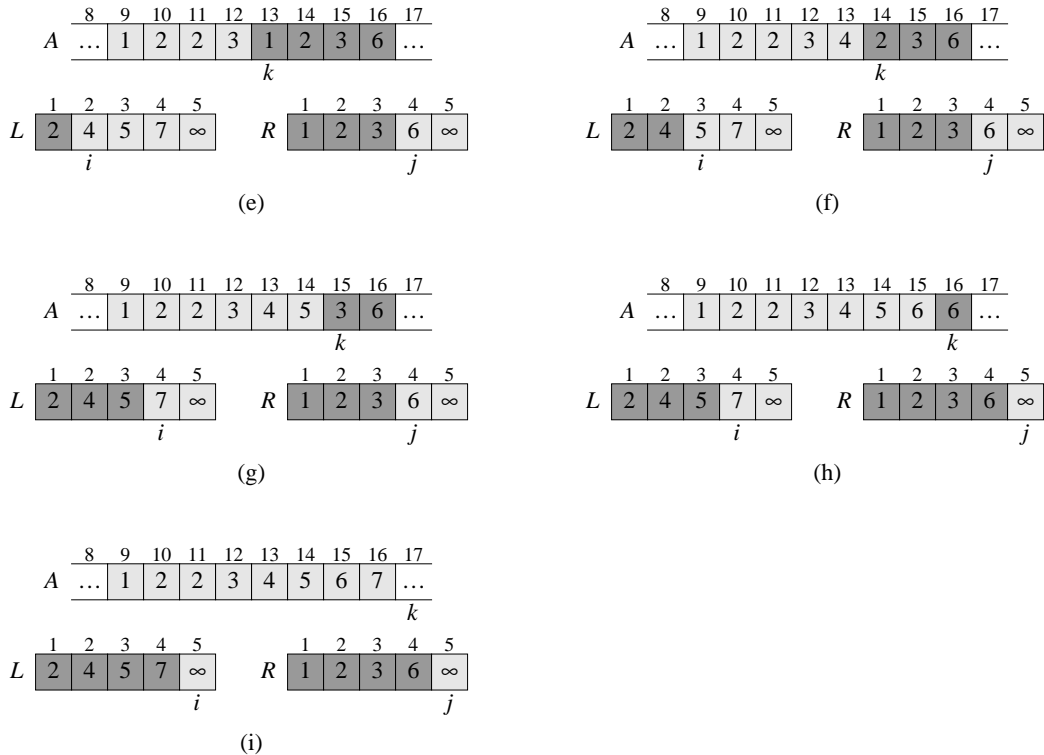 8 9 10 11 12 13 14 15 16 17
A … 1 2 2 3 1 2 3 6 …
k
1 2 3 4 5 1 2 3 4 5
L 2 4 5 7 ∞ R 1 2 3 6 ∞
i j
(e)
8 9 10 11 12 13 14 15 16 17
A … 1 2 2 3 4 2 3 6 …
k
1 2 3 4 5 1 2 3 4 5
L 2 4 5 7 ∞ R 1 2 3 6 ∞
i j
(f)
8 9 10 11 12 13 14 15 16 17
A … 1 2 2 3 4 5 3 6 …
k
1 2 3 4 5 1 2 3 4 5
L 2 4 5 7 ∞ R 1 2 3 6 ∞
i j
(g)
8 9 10 11 12 13 14 15 16 17
A … 1 2 2 3 4 5 6 6 …
k
1 2 3 4 5 1 2 3 4 5
L 2 4 5 7 ∞ R 1 2 3 6 ∞
i j
(h)
8 9 10 11 12 13 14 15 16 17
A … 1 2 2 3 4 5 6 7 …
k
1 2 3 4 5 1 2 3 4 5
L 2 4 5 7 ∞ R 1 2 3 6 ∞
i j
(i)